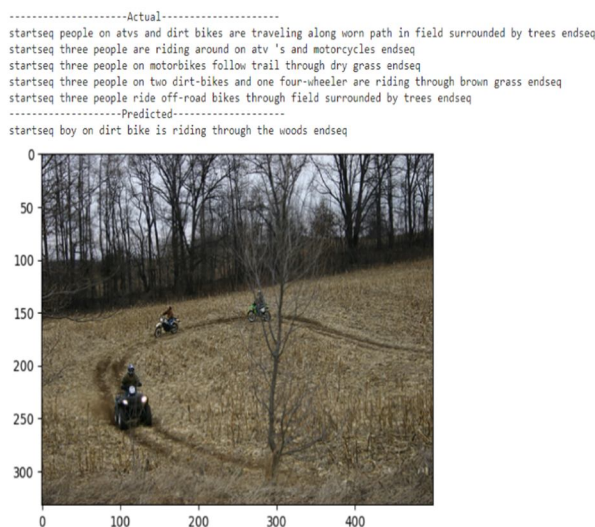 --------------------Actual--------------------
startseq people on atvs and dirt bikes are traveling along worn path in field surrounded by trees endseq
startseq three people are riding around on atv 's and motorcycles endseq
startseq three people on motorbikes follow trail through dry grass endseq
startseq three people on two dirt-bikes and one four-wheeler are riding through brown grass endseq
startseq three people ride off-road bikes through field surrounded by trees endseq
--------------------Predicted--------------------
startseq boy on dirt bike is riding through the woods endseq
0
50
100
150
200
250
300
0 100 200 300 400